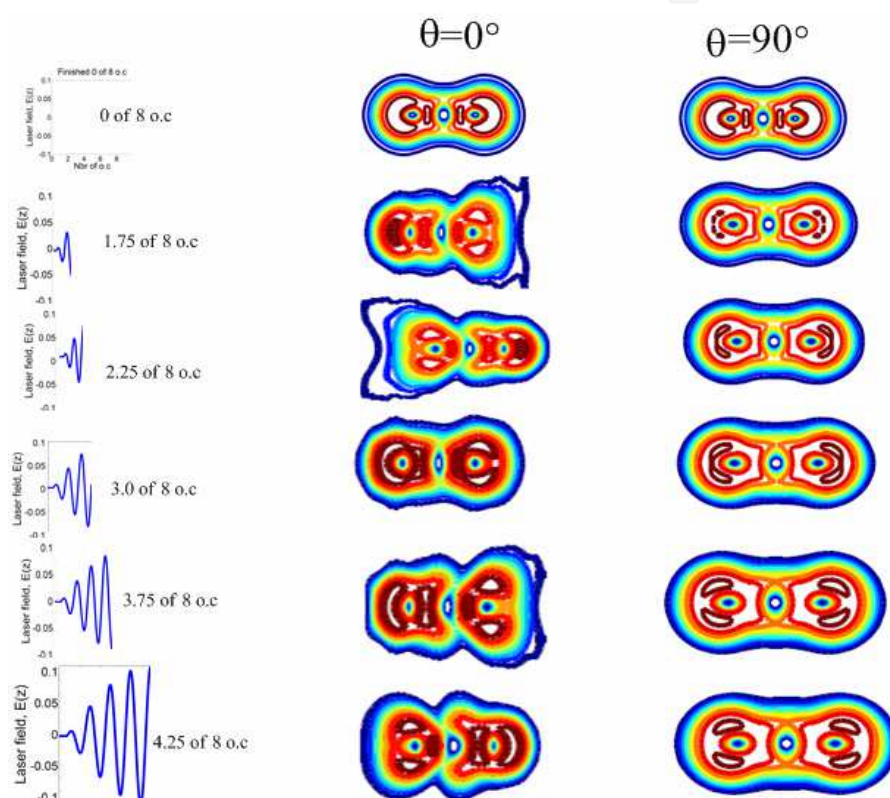 θ=0°
θ=90°
Finished 0 of 8 o.c
Laser field, E(z)
0.1
0.05
0
-0.05
-0.1
0 2 4 6 8
Nbr of o.c
0 of 8 o.c
Laser field, E(z)
0.1
0.05
0
-0.05
-0.1
1.75 of 8 o.c
Laser field, E(z)
0.1
0.05
0
-0.05
-0.1
2.25 of 8 o.c
Laser field, E(z)
0.1
0.05
0
-0.05
-0.1
3.0 of 8 o.c
Laser field, E(z)
0.1
0.05
0
-0.05
-0.1
3.75 of 8 o.c
Laser field, E(z)
0.1
0.05
0
-0.05
-0.1
4.25 of 8 o.c